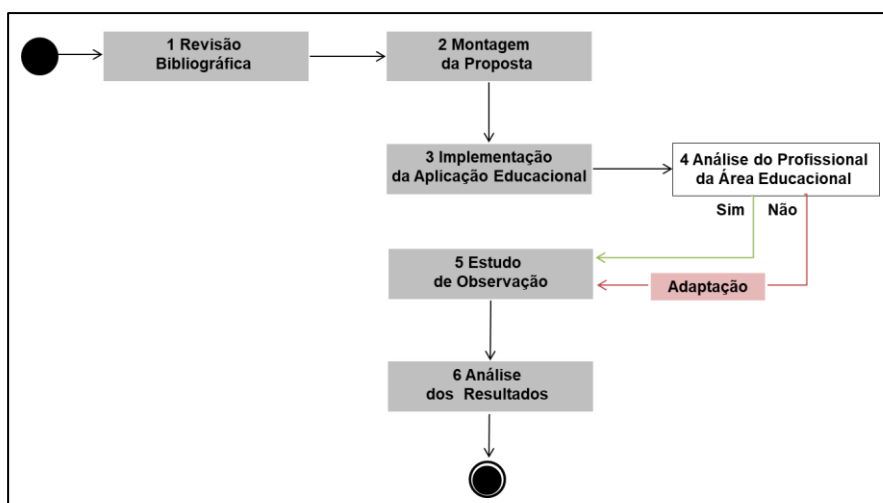 1 Revisão
Bibliográfica
2 Montagem
da Proposta
3 Implementação
da Aplicação Educacional
4 Análise do Profissional
da Área Educacional
Sim Não
5 Estudo
de Observação
Adaptação
6 Análise
dos Resultados